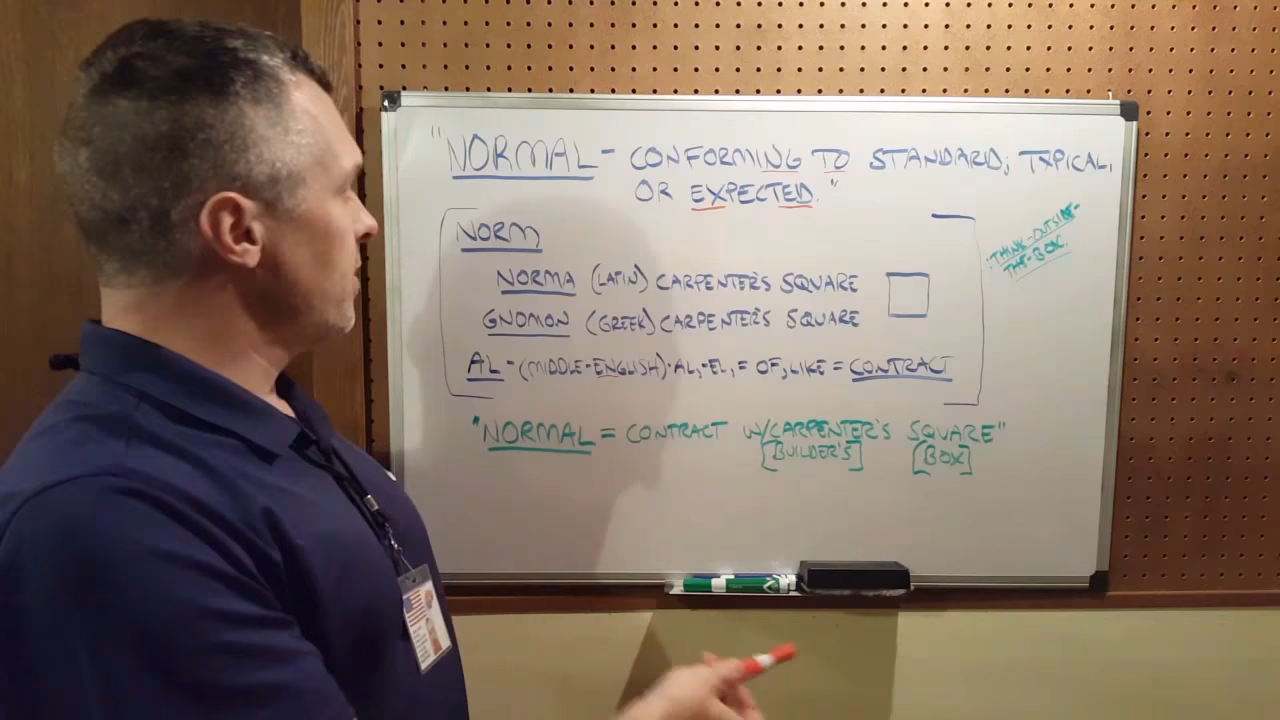 "NORMAL - CONFORMING TO STANDARD; TYPICAL,
OR EXPECTED."
NORM
NORMA (LATIN) CARPENTER'S SQUARE
GNOMON (GREEK) CARPENTER'S SQUARE
AL - (MIDDLE-ENGLISH) · AL, -EL, = OF, LIKE = CONTRACT
"NORMAL = CONTRACT W/CARPENTER'S SQUARE"
[BUILDER'S] [BOX]
THINK-OUTSIDE-
THE-BOX.